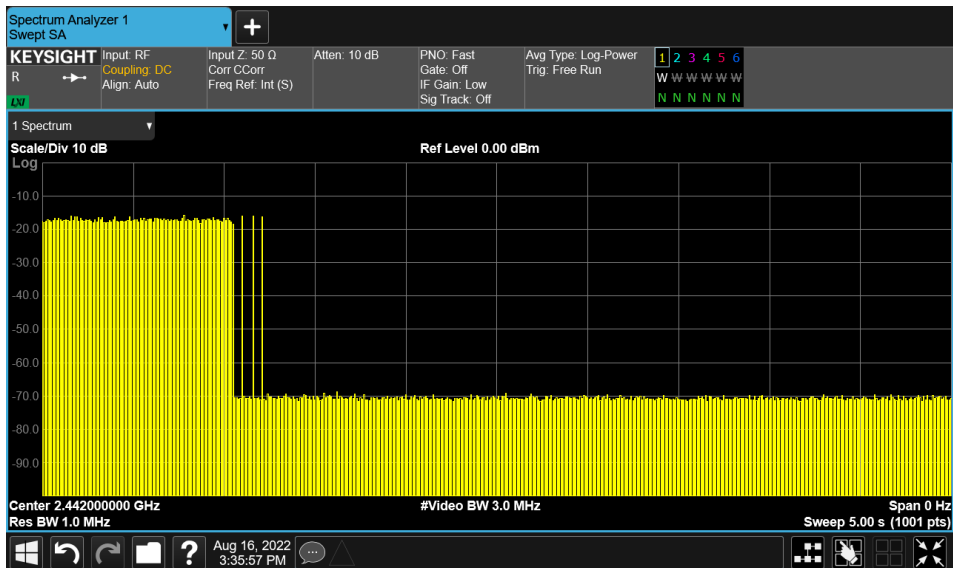 Spectrum Analyzer 1
Swept SA
+
KEYSIGHT
R
LXI
Input: RF
Coupling: DC
Align: Auto
Input Z: 50 Ω
Corr CCorr
Freq Ref: Int (S)
Atten: 10 dB
PNO: Fast
Gate: Off
IF Gain: Low
Sig Track: Off
Avg Type: Log-Power
Trig: Free Run
1 2 3 4 5 6
W W W W W W
N N N N N N
1 Spectrum
Scale/Div 10 dB
Ref Level 0.00 dBm
Log
-10.0
-20.0
-30.0
-40.0
-50.0
-60.0
-70.0
-80.0
-90.0
Center 2.442000000 GHz
#Video BW 3.0 MHz
Span 0 Hz
Res BW 1.0 MHz
Sweep 5.00 s (1001 pts)
?
Aug 16, 2022
3:35:57 PM